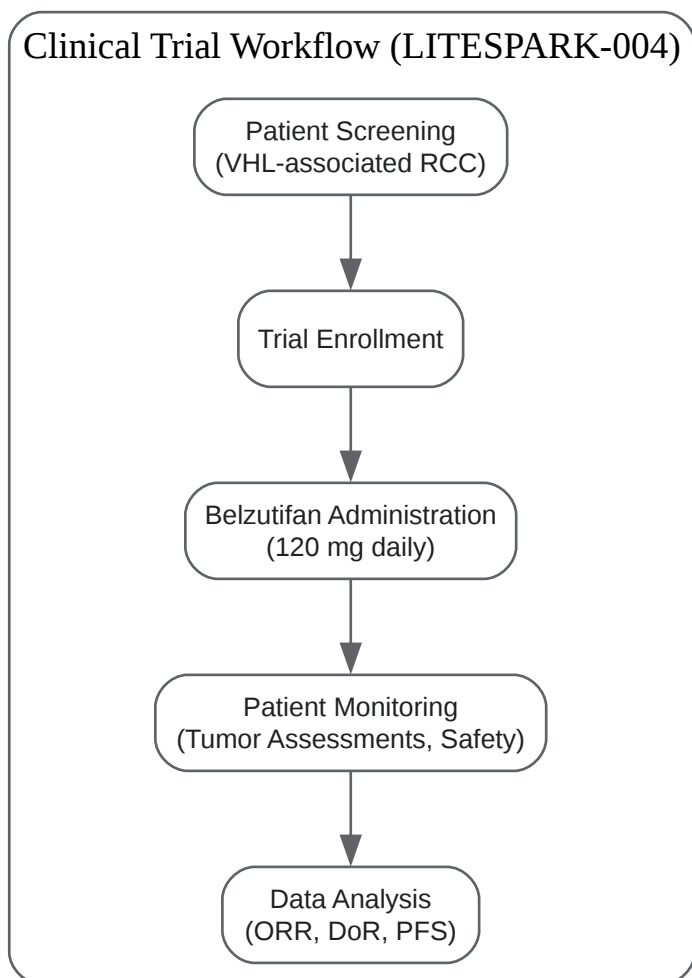 Clinical Trial Workflow (LITESPARK-004)
Patient Screening
(VHL-associated RCC)
Trial Enrollment
Belzutifan Administration
(120 mg daily)
Patient Monitoring
(Tumor Assessments, Safety)
Data Analysis
(ORR, DoR, PFS)